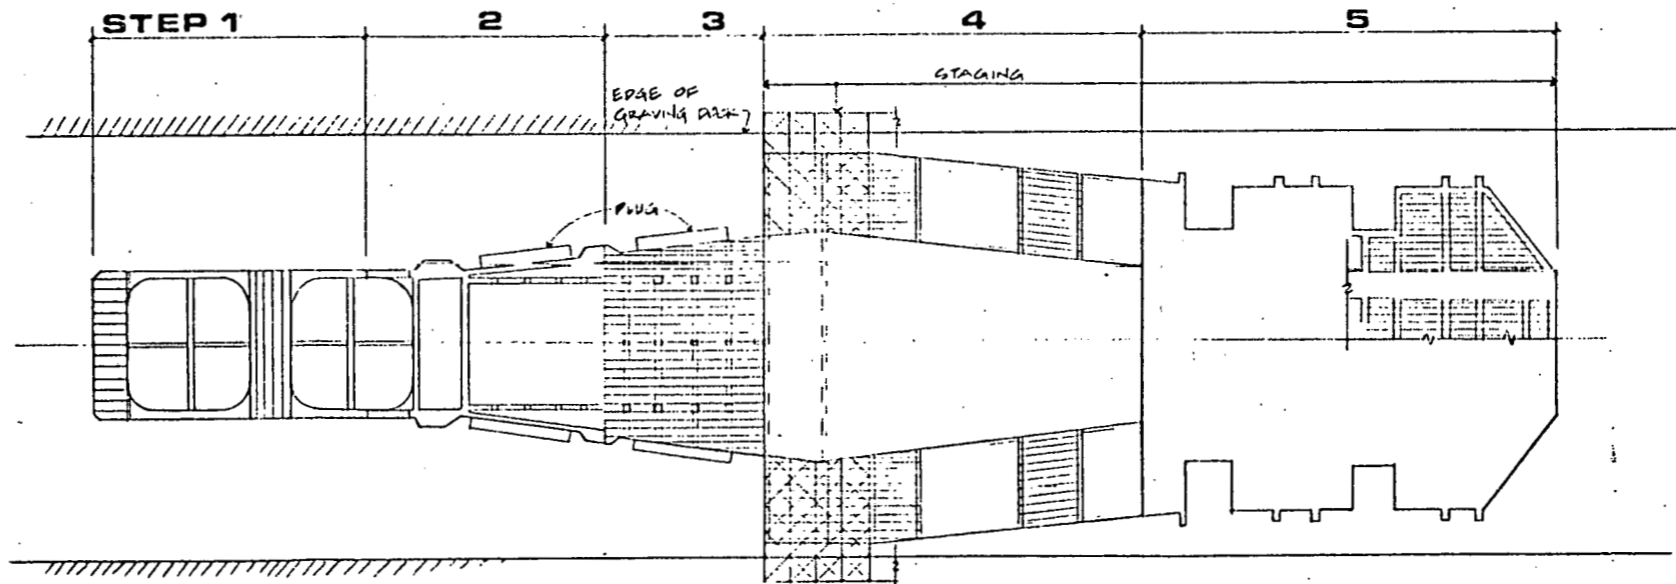 STEP 1
2
3
4
5
STAGING
EDGE OF
GRAVING DOCK
PLUG